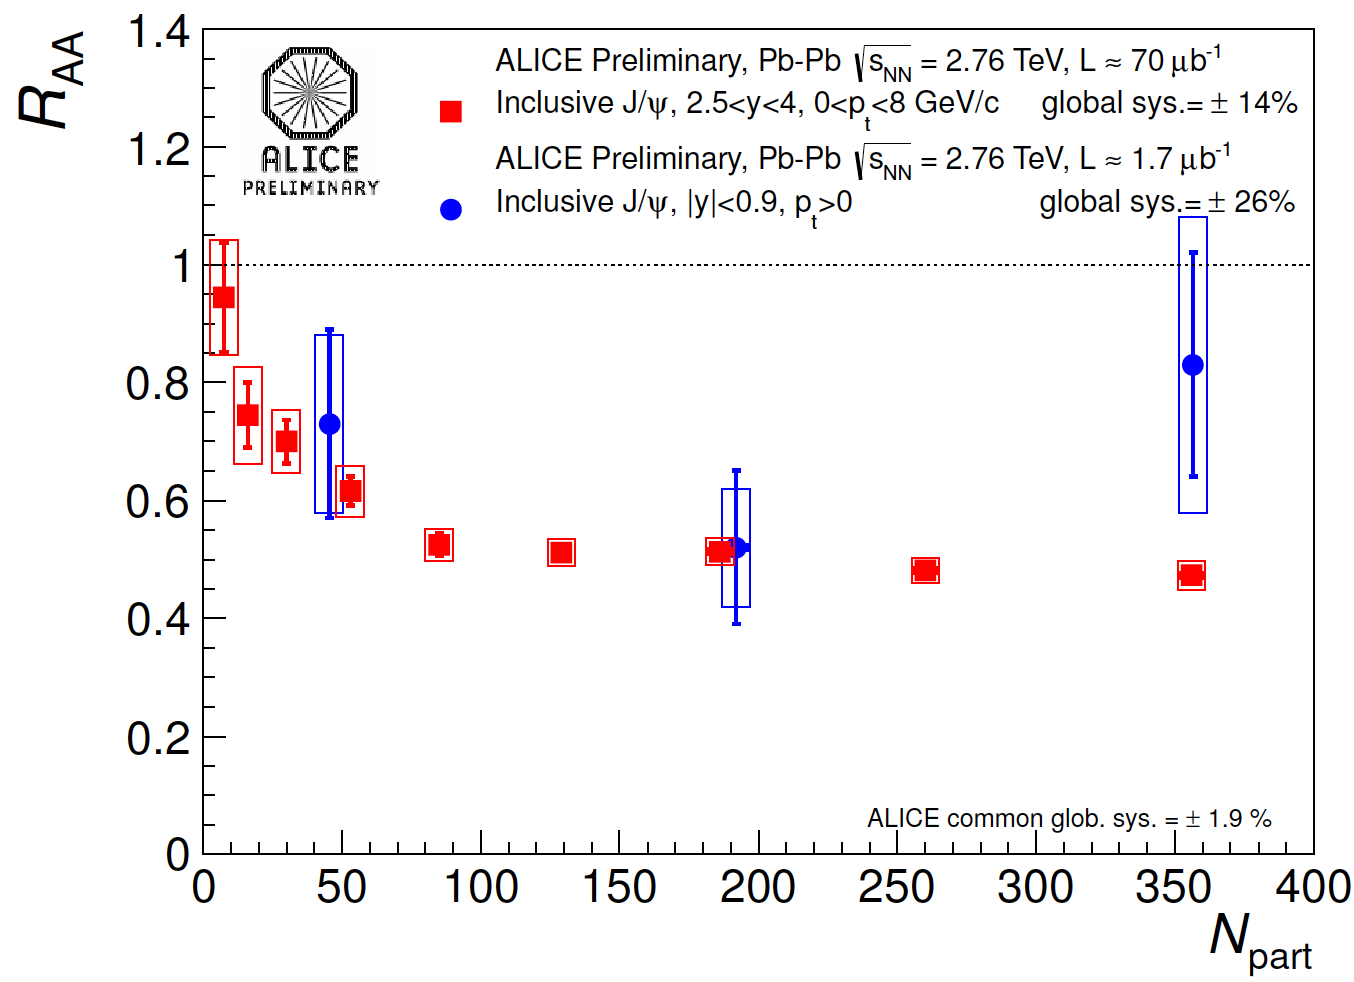 R_AA
1.4
1.2
1
0.8
0.6
0.4
0.2
0
ALICE
PRELIMINARY
ALICE Preliminary, Pb-Pb √s_NN = 2.76 TeV, L ≈ 70 μb^-1
Inclusive J/ψ, 2.5<y<4, 0<p_t<8 GeV/c global sys.= ± 14%
ALICE Preliminary, Pb-Pb √s_NN = 2.76 TeV, L ≈ 1.7 μb^-1
Inclusive J/ψ, |y|<0.9, p_t>0 global sys.= ± 26%
ALICE common glob. sys. = ± 1.9 %
0 50 100 150 200 250 300 350 400
N_part